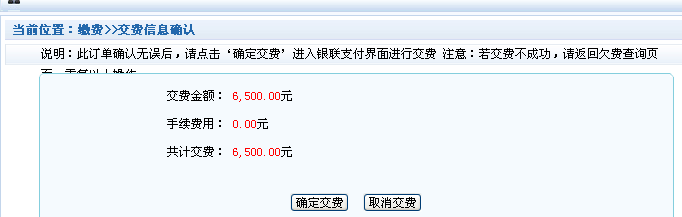 当前位置：缴费>>交费信息确认
说明：此订单确认无误后，请点击‘确定交费’进入银联支付界面进行交费 注意：若交费不成功，请返回欠费查询页
交费金额： 6,500.00元
手续费用： 0.00元
共计交费： 6,500.00元
确定交费 取消交费